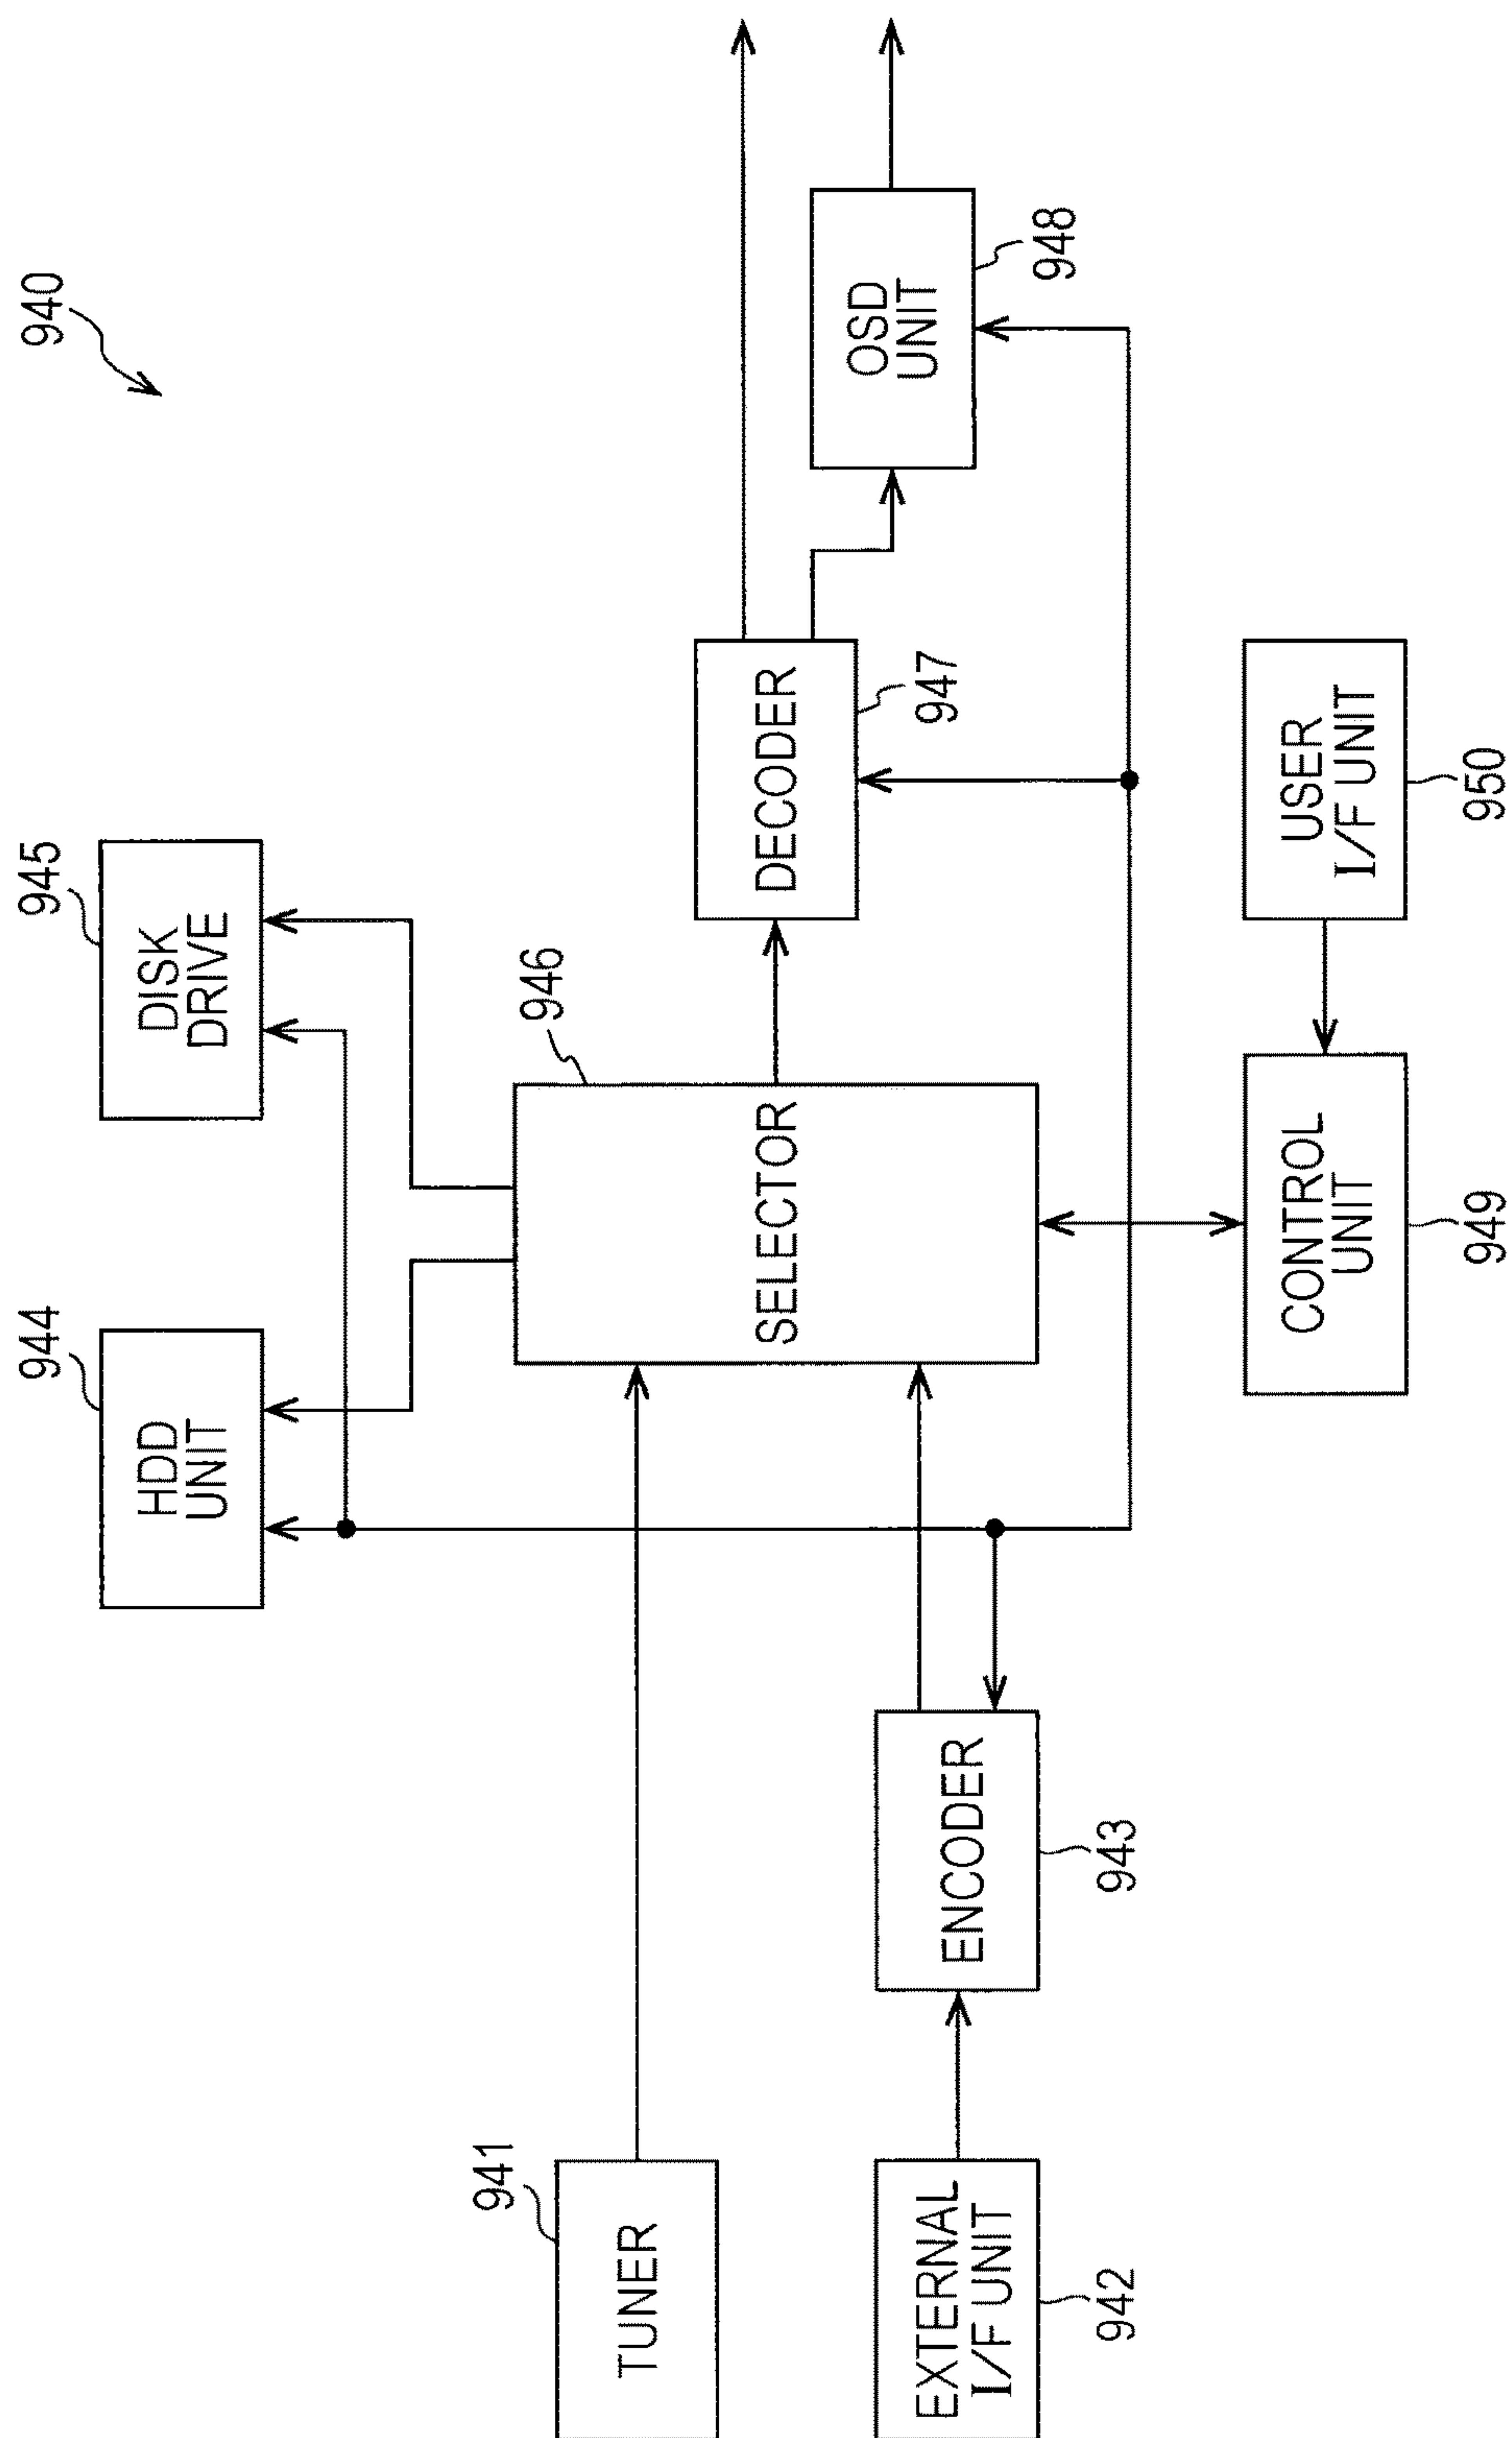 940
944
HDD
UNIT
945
DISK
DRIVE
941
TUNER
946
SELECTOR
DECODER
947
OSD
UNIT
948
EXTERNAL
I/F UNIT
942
ENCODER
943
CONTROL
UNIT
949
USER
I/F UNIT
950